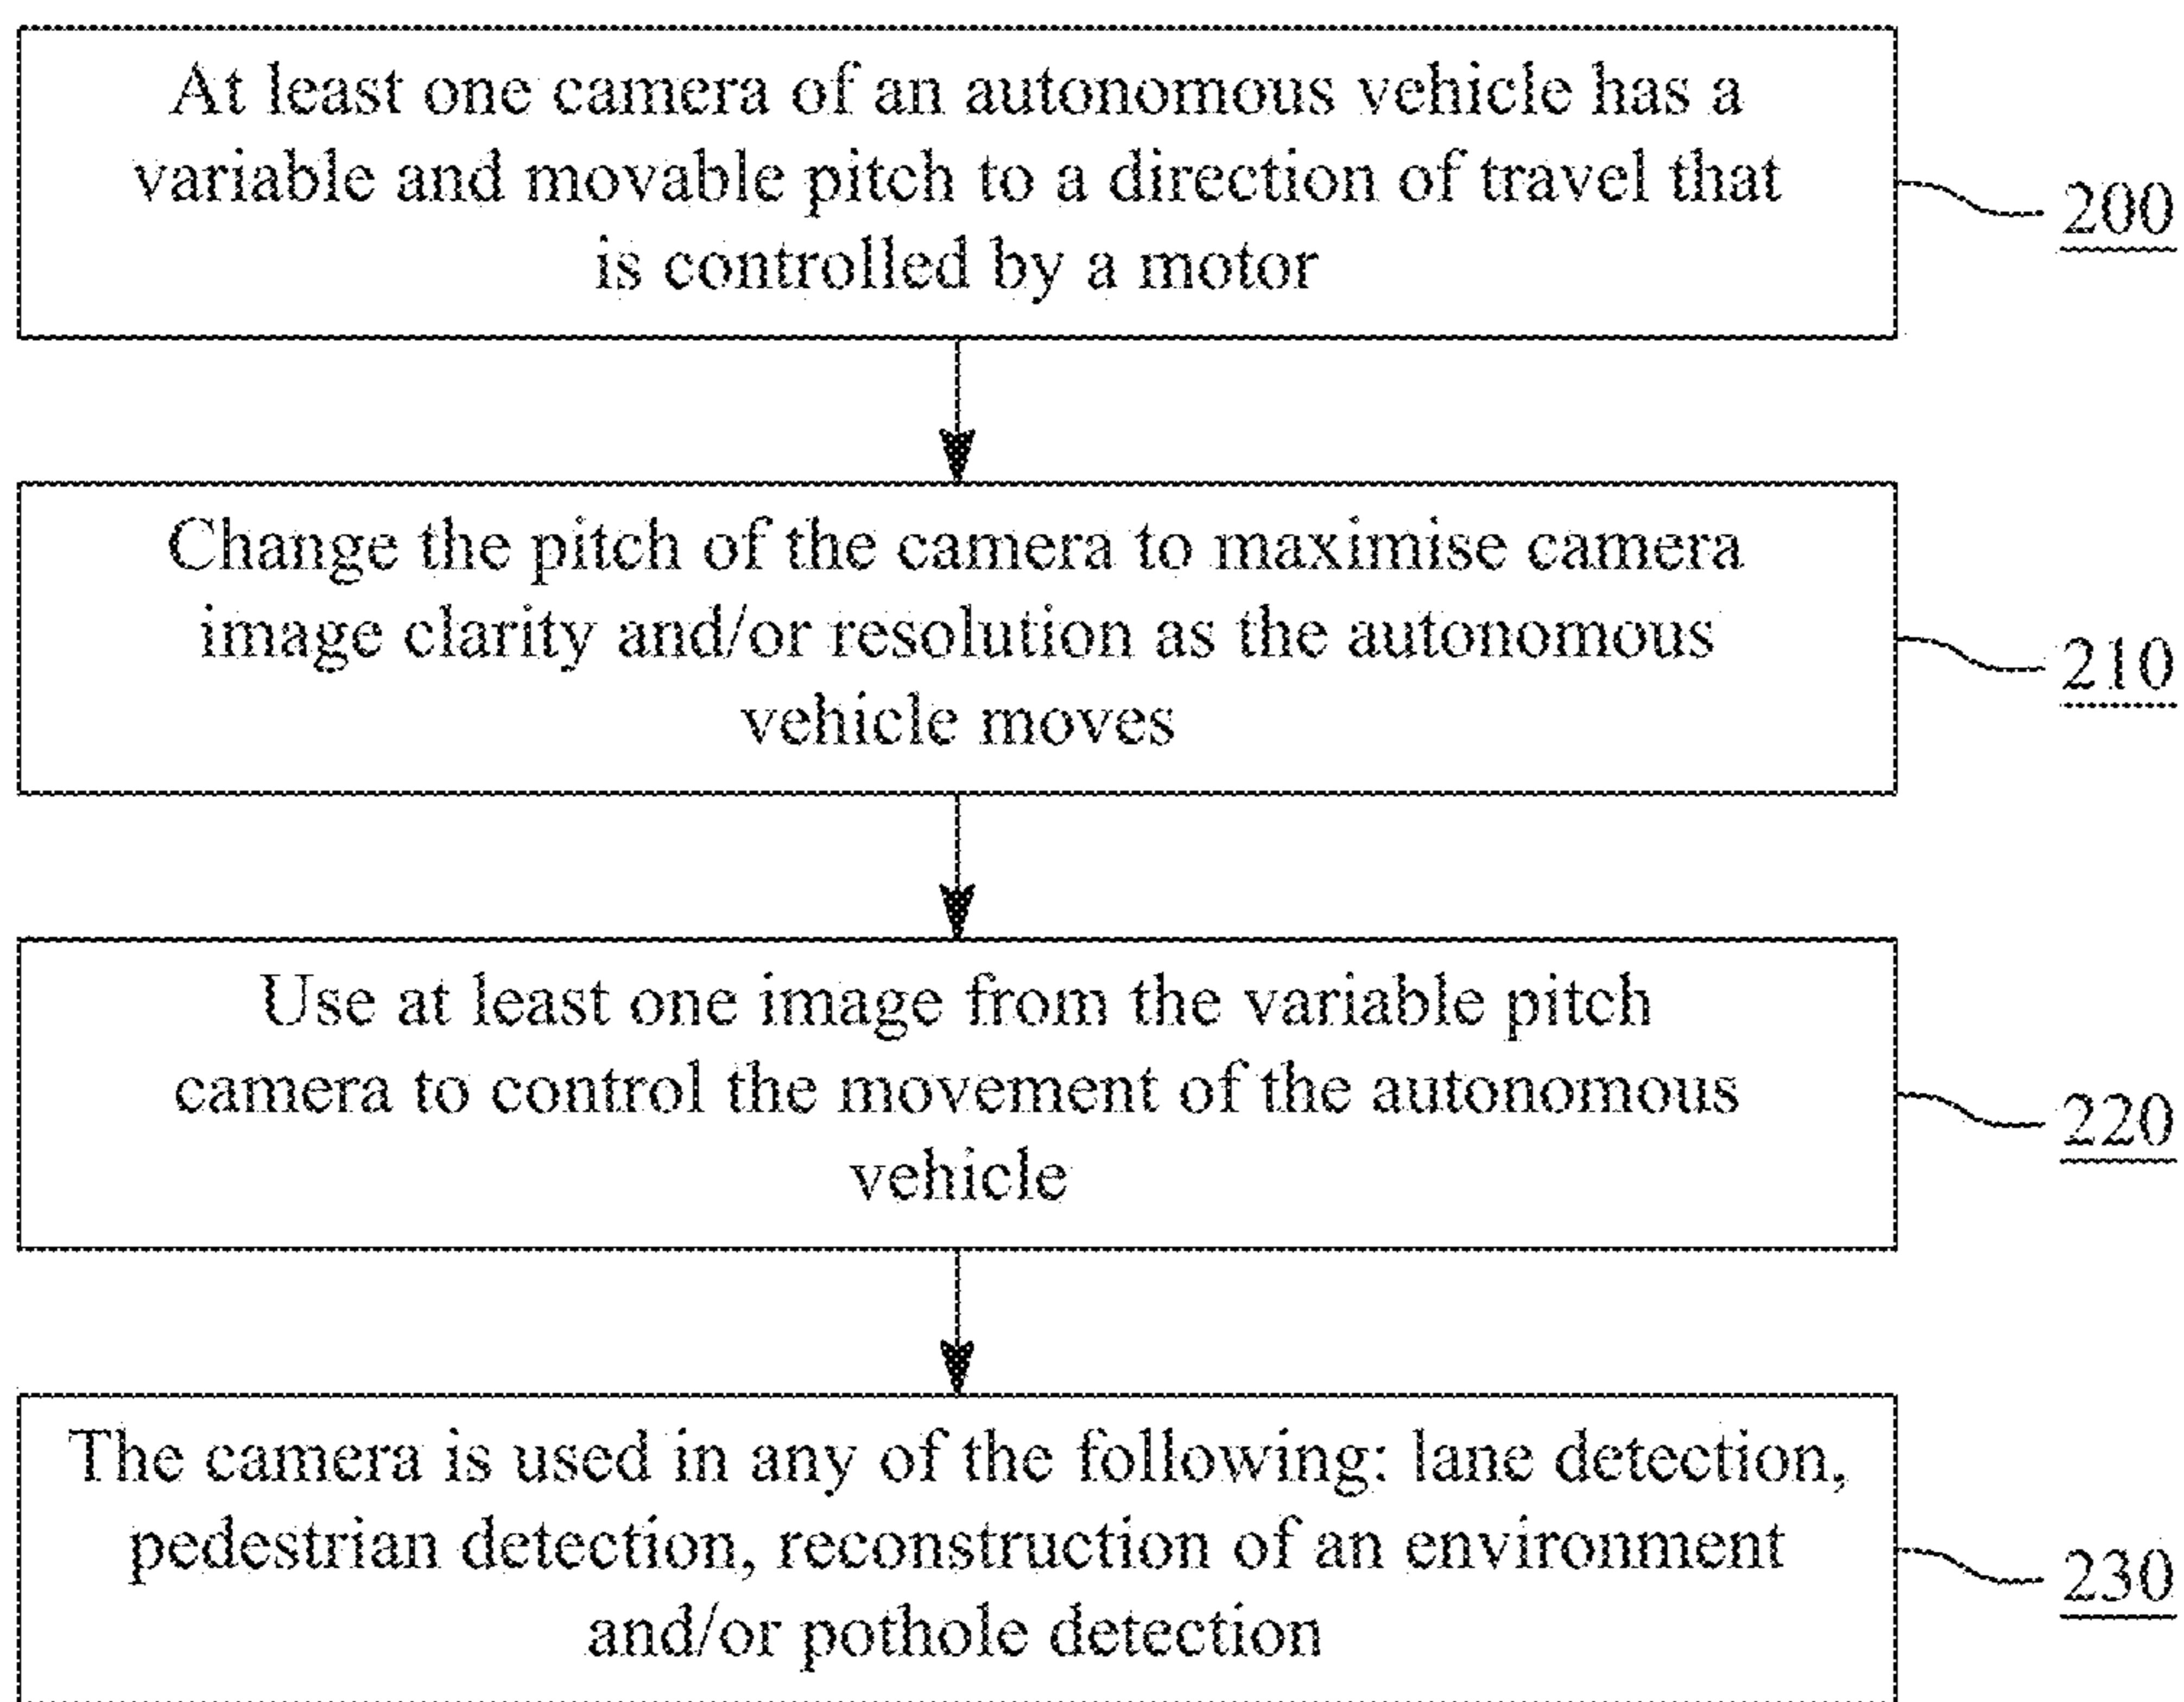 At least one camera of an autonomous vehicle has a
variable and movable pitch to a direction of travel that
is controlled by a motor
200
Change the pitch of the camera to maximise camera
image clarity and/or resolution as the autonomous
vehicle moves
210
Use at least one image from the variable pitch
camera to control the movement of the autonomous
vehicle
220
The camera is used in any of the following: lane detection,
pedestrian detection, reconstruction of an environment
and/or pothole detection
230